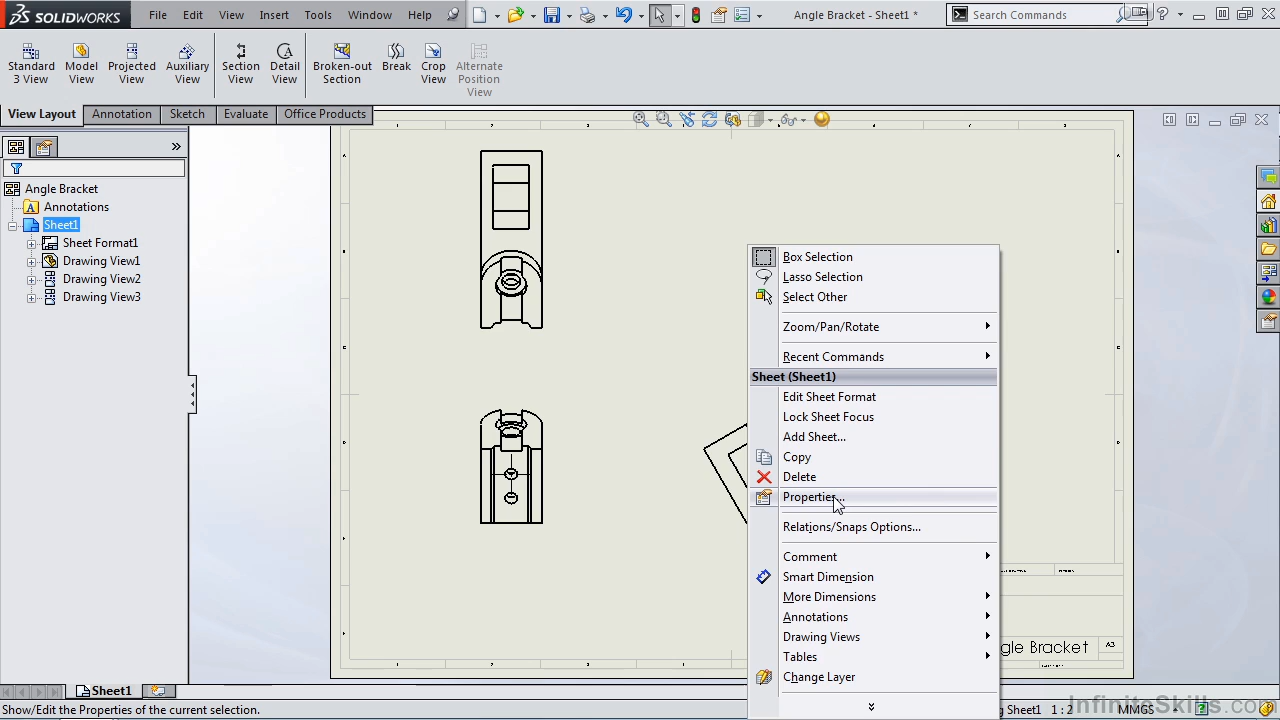 SOLIDWORKS File Edit View Insert Tools Window Help Angle Bracket - Sheet1 * Search Commands
Standard 3 View
Model View
Projected View
Auxiliary View
Section View
Detail View
Broken-out Section
Break
Crop View
Alternate Position View
View Layout Annotation Sketch Evaluate Office Products
Angle Bracket
Annotations
Sheet1
Sheet Format1
Drawing View1
Drawing View2
Drawing View3
Box Selection
Lasso Selection
Select Other
Zoom/Pan/Rotate
Recent Commands
Sheet (Sheet1)
Edit Sheet Format
Lock Sheet Focus
Add Sheet...
Copy
Delete
Properties...
Relations/Snaps Options...
Comment
Smart Dimension
More Dimensions
Annotations
Drawing Views
Tables
Change Layer
gle Bracket A3
Sheet1
InfiniteSkills.com
Show/Edit the Properties of the current selection. ng Sheet1 1 : 2 MMGS